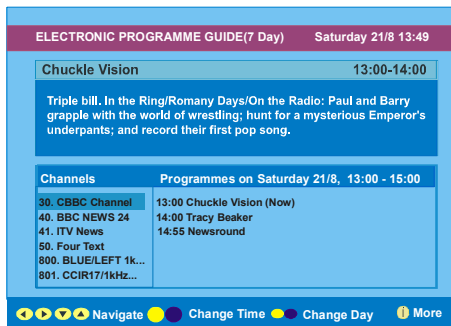 ELECTRONIC PROGRAMME GUIDE(7 Day) Saturday 21/8 13:49
Chuckle Vision 13:00-14:00
Triple bill. In the Ring/Romany Days/On the Radio: Paul and Barry
grapple with the world of wrestling; hunt for a mysterious Emperor's
underpants; and record their first pop song.
Channels Programmes on Saturday 21/8, 13:00 - 15:00
30. CBBC Channel 13:00 Chuckle Vision (Now)
40. BBC NEWS 24 14:00 Tracy Beaker
41. ITV News 14:55 Newsround
50. Four Text
800. BLUE/LEFT 1k...
801. CCIR17/1kHz...
Navigate Change Time Change Day i More